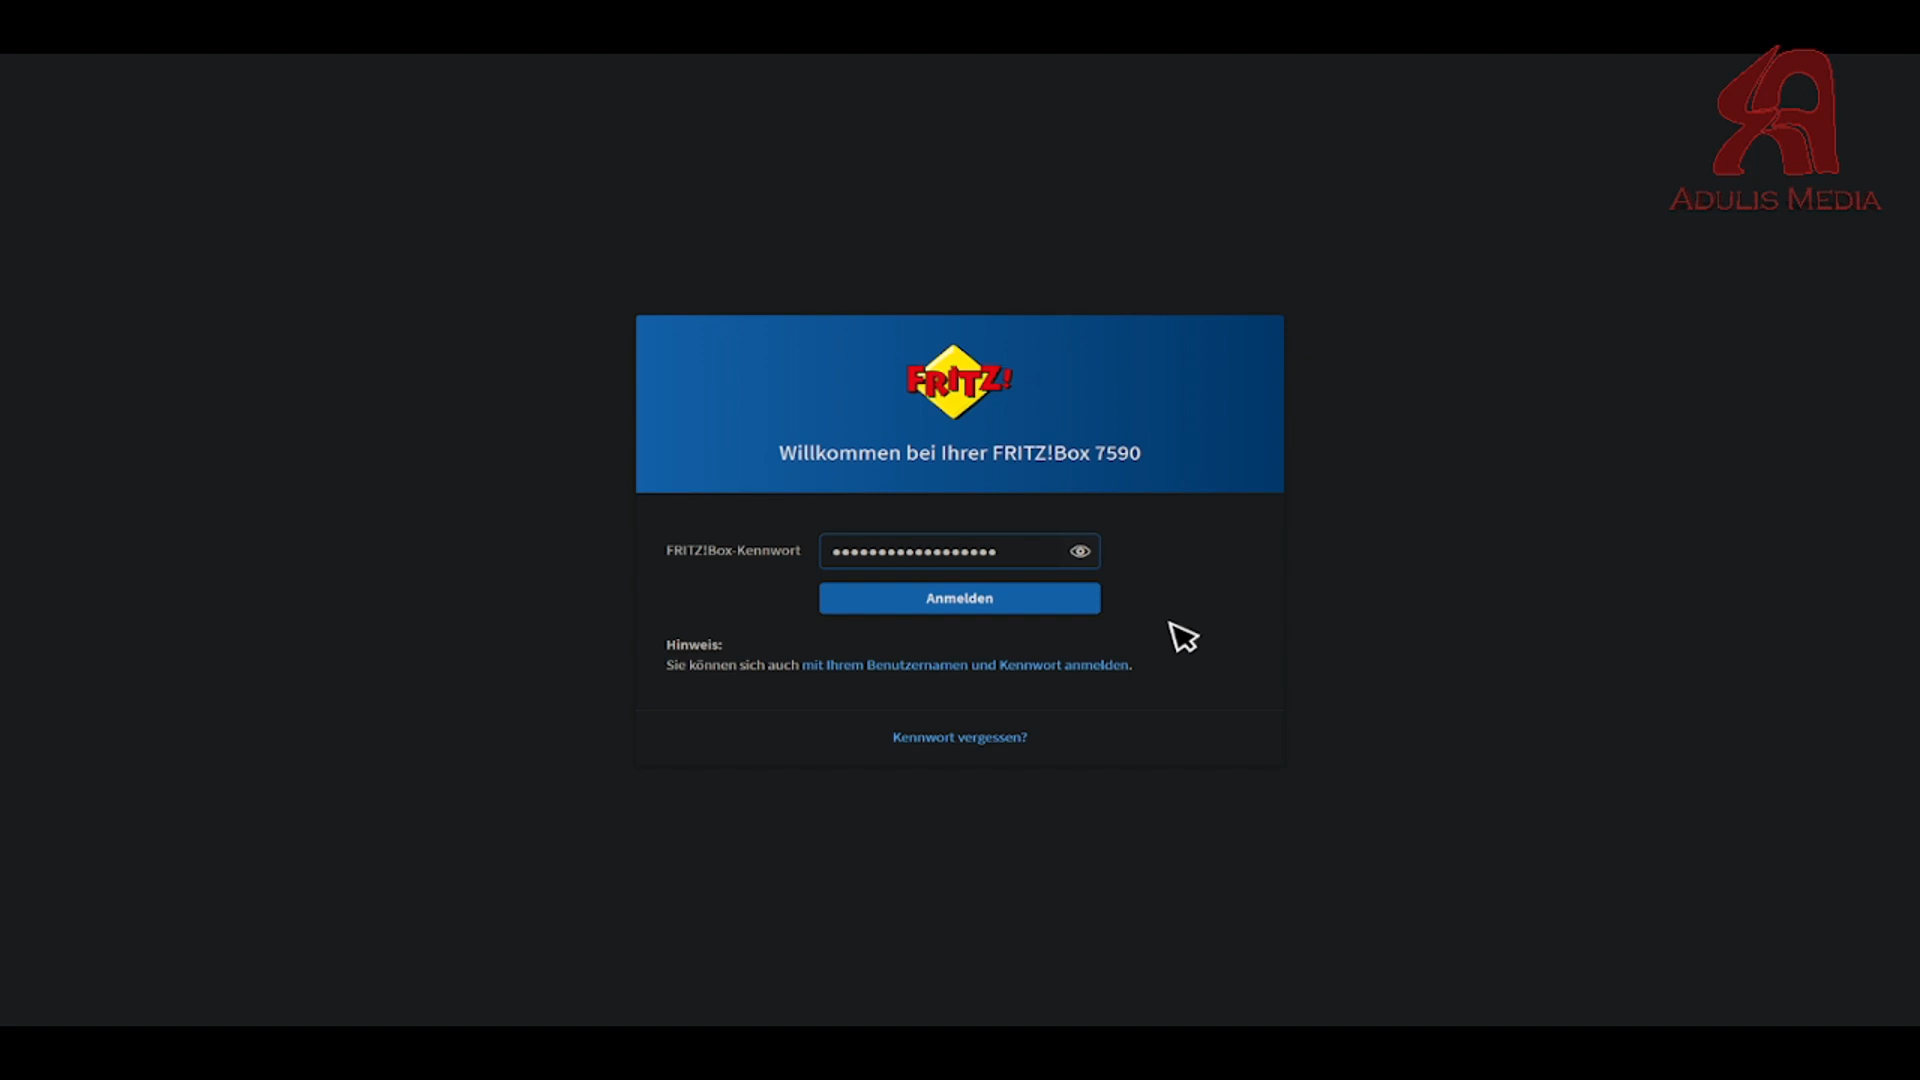 ADULIS MEDIA
FRITZ!
Willkommen bei Ihrer FRITZ!Box 7590
FRITZ!Box-Kennwort
Anmelden
Hinweis:
Sie können sich auch mit Ihrem Benutzernamen und Kennwort anmelden.
Kennwort vergessen?